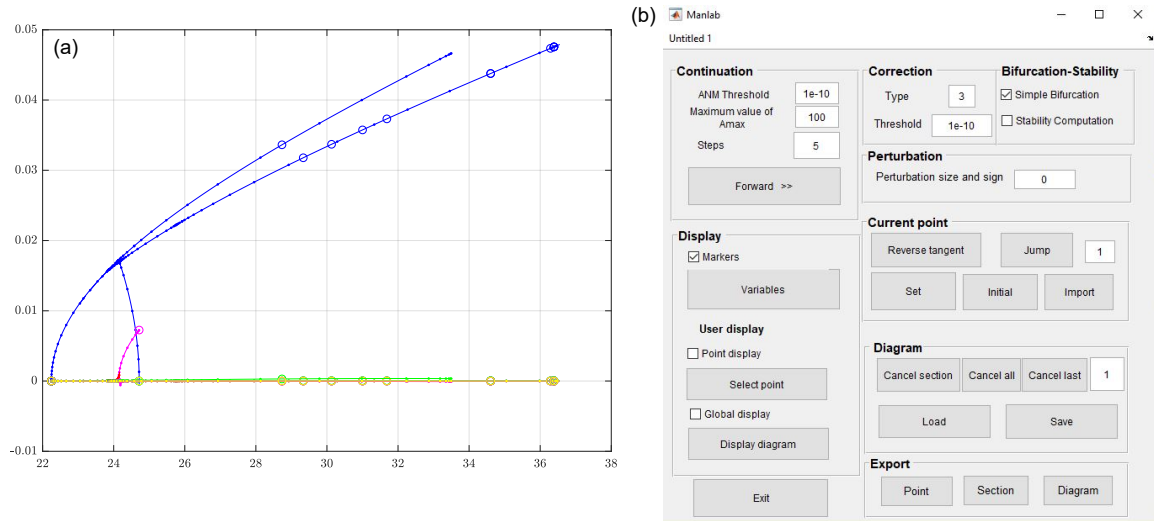 (a)
0.05
0.04
0.03
0.02
0.01
0
-0.01
22
24
26
28
30
32
34
36
38
(b)
Manlab
Untitled 1
Continuation
ANM Threshold
1e-10
Maximum value of
Amax
100
Steps
5
Forward >>
Display
Markers
Variables
User display
Point display
Select point
Global display
Display diagram
Exit
Correction
Type
3
Threshold
1e-10
Bifurcation-Stability
Simple Bifurcation
Stability Computation
Perturbation
Perturbation size and sign
0
Current point
Reverse tangent
Jump
1
Set
Initial
Import
Diagram
Cancel section
Cancel all
Cancel last
1
Load
Save
Export
Point
Section
Diagram